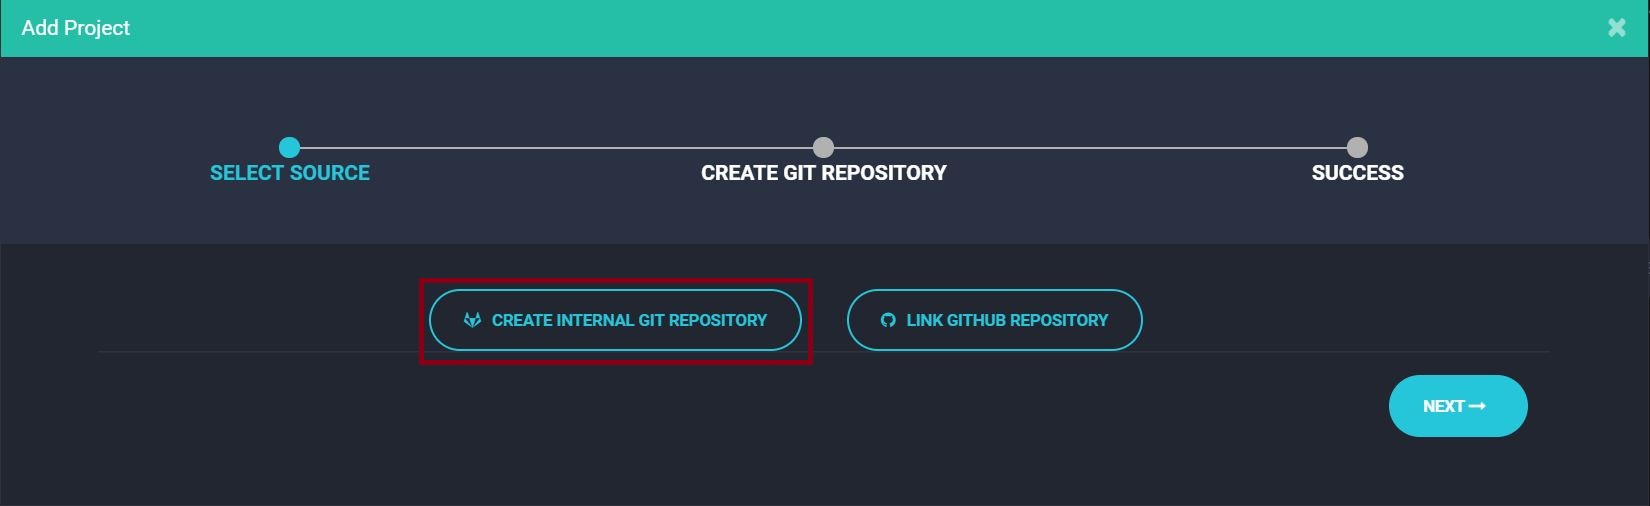 Add Project
SELECT SOURCE
CREATE GIT REPOSITORY
SUCCESS
CREATE INTERNAL GIT REPOSITORY
LINK GITHUB REPOSITORY
NEXT